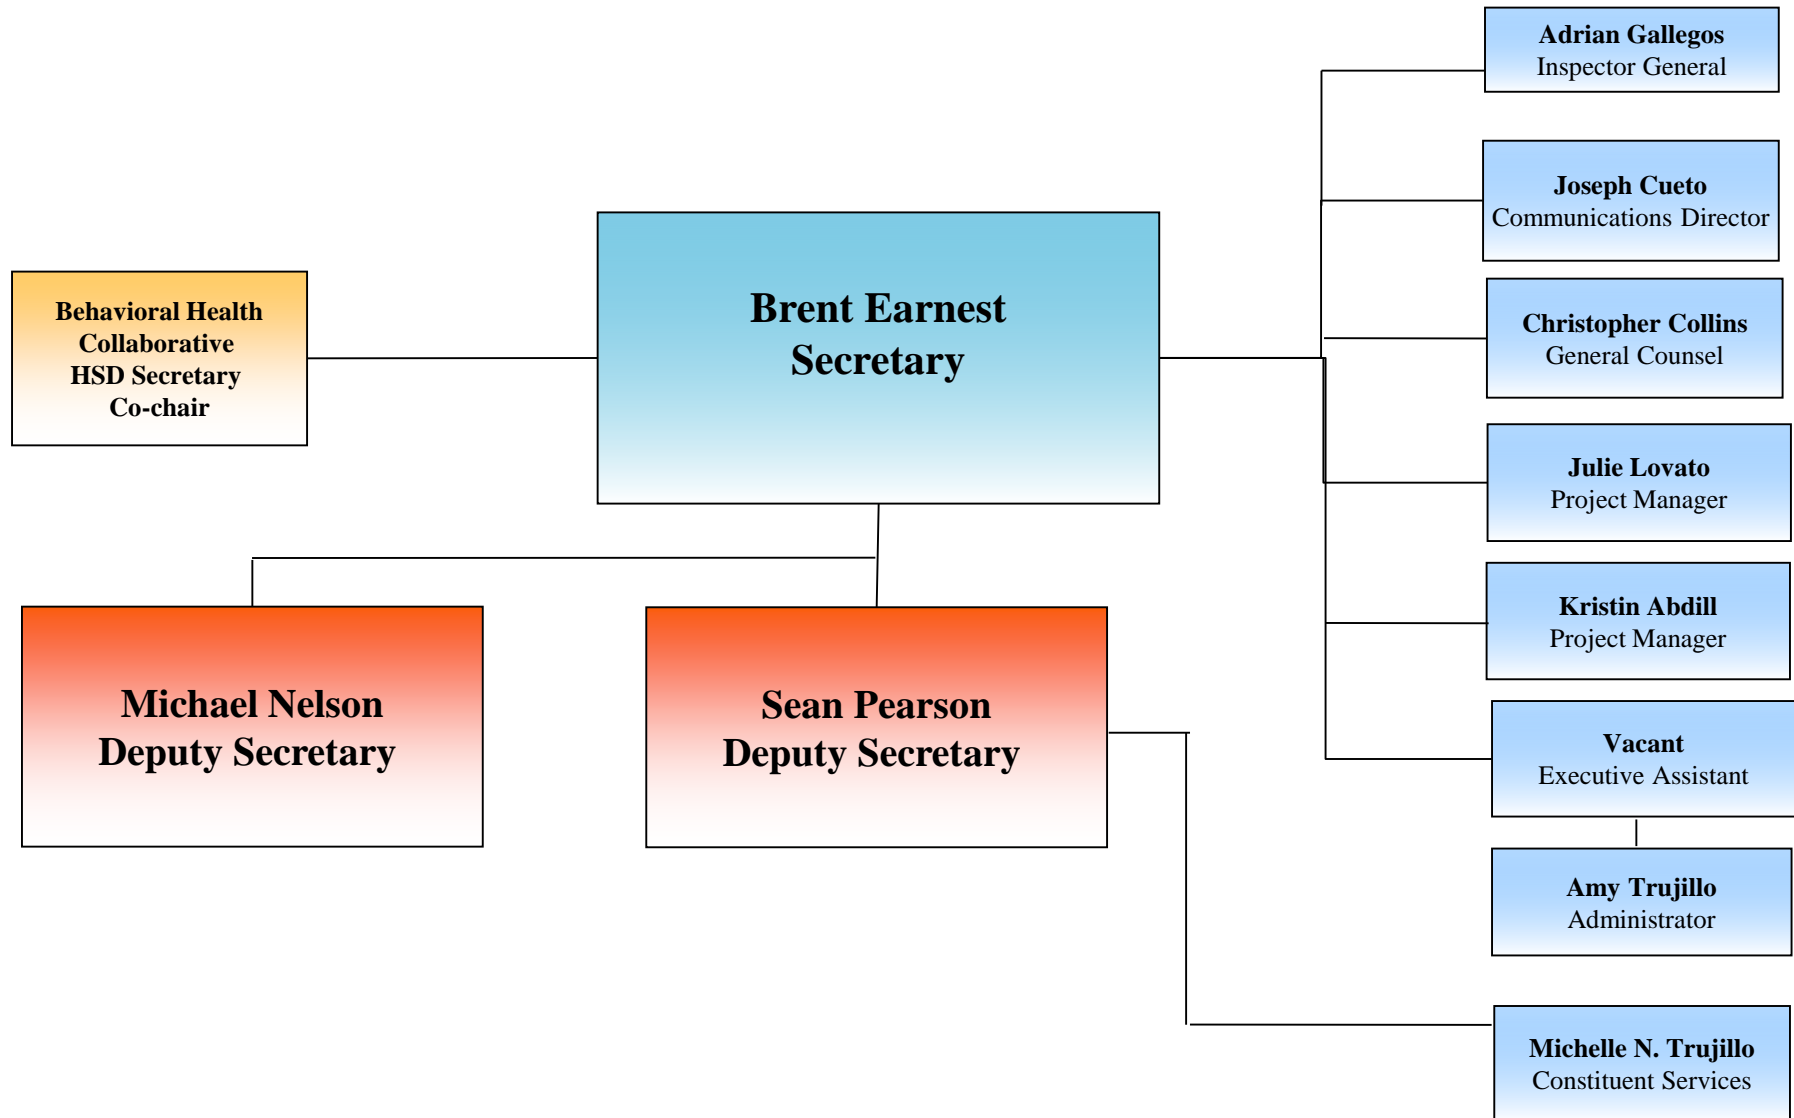 Adrian Gallegos
Inspector General
Joseph Cueto
Communications Director
Brent Earnest
Secretary
Behavioral Health
Collaborative
HSD Secretary
Co-chair
Christopher Collins
General Counsel
Julie Lovato
Project Manager
Kristin Abdill
Project Manager
Michael Nelson
Deputy Secretary
Sean Pearson
Deputy Secretary
Vacant
Executive Assistant
Amy Trujillo
Administrator
Michelle N. Trujillo
Constituent Services